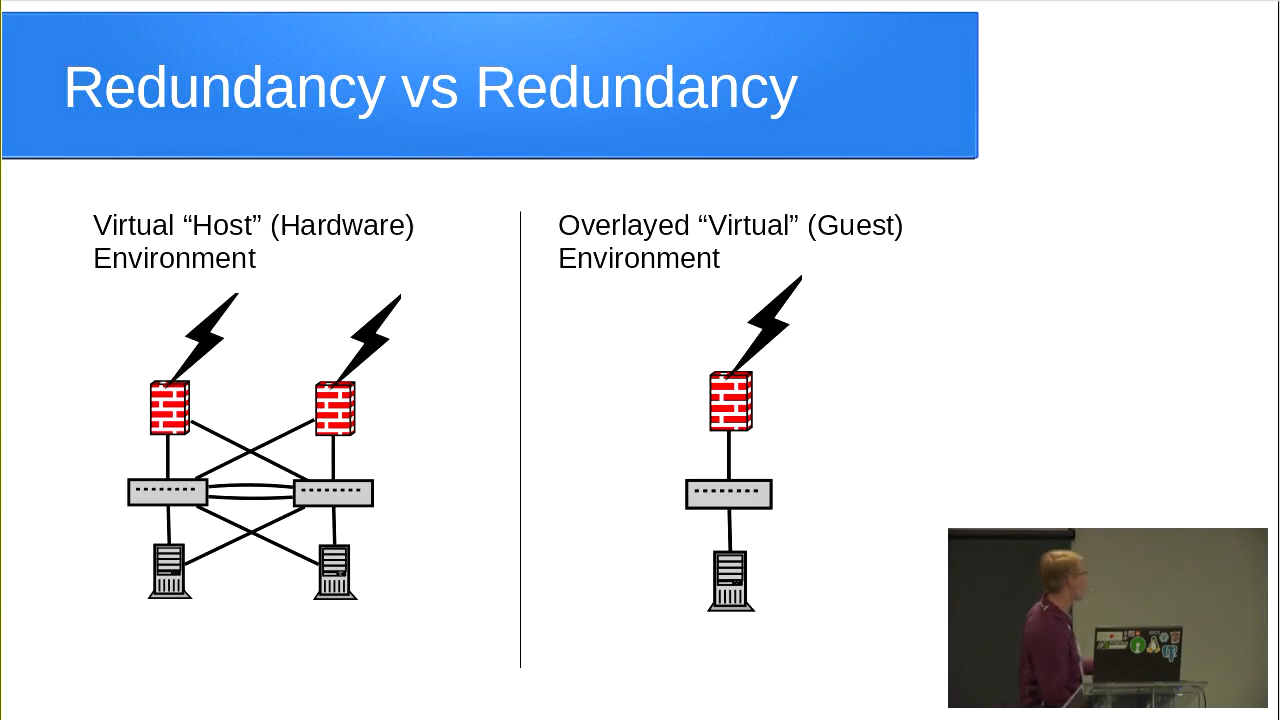 Redundancy vs Redundancy
Virtual “Host” (Hardware)
Environment
Overlayed “Virtual” (Guest)
Environment